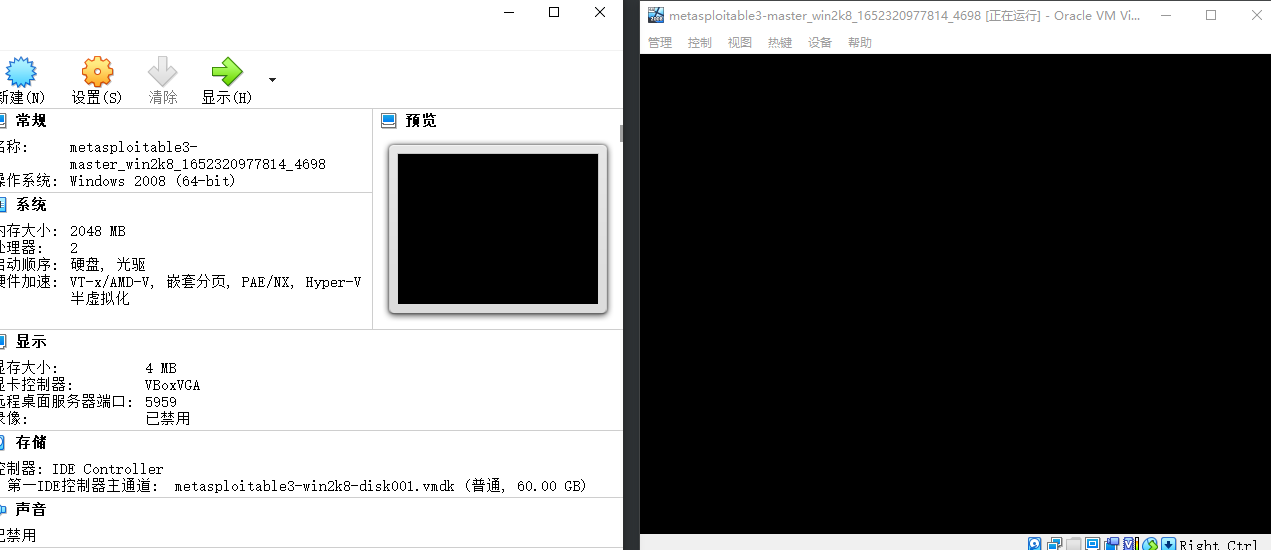 metasploitable3-master_win2k8_1652320977814_4698 [正在运行] - Oracle VM Vi...
管理 控制 视图 热键 设备 帮助
新建(N) 设置(S) 清除 显示(H)
常规
名称: metasploitable3-
master_win2k8_1652320977814_4698
操作系统: Windows 2008 (64-bit)
预览
系统
内存大小: 2048 MB
处理器: 2
启动顺序: 硬盘, 光驱
硬件加速: VT-x/AMD-V, 嵌套分页, PAE/NX, Hyper-V
半虚拟化
显示
显存大小: 4 MB
显卡控制器: VBoxVGA
远程桌面服务器端口: 5959
录像: 已禁用
存储
控制器: IDE Controller
第一IDE控制器主通道: metasploitable3-win2k8-disk001.vmdk (普通, 60.00 GB)
声音
已禁用
Right Ctrl